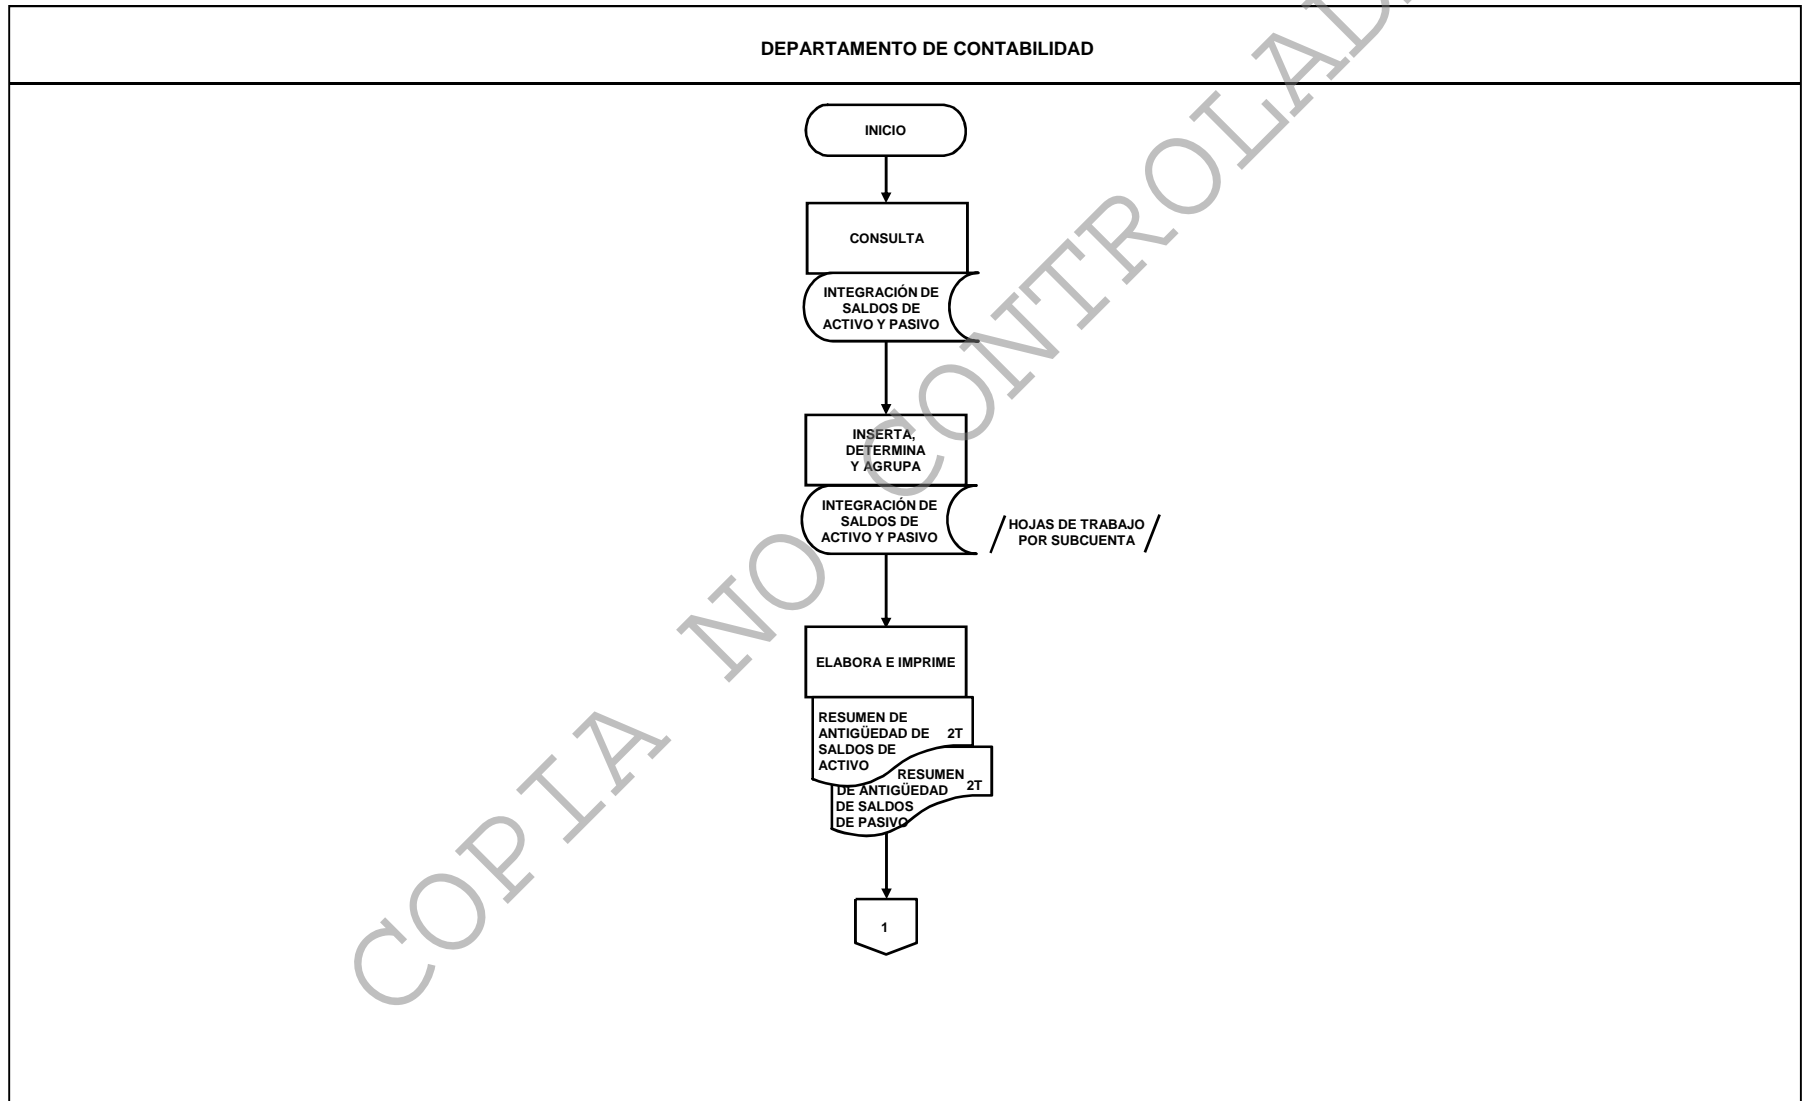 DEPARTAMENTO DE CONTABILIDAD
INICIO
CONSULTA
INTEGRACIÓN DE
SALDOS DE
ACTIVO Y PASIVO
INSERTA,
DETERMINA
Y AGRUPA
INTEGRACIÓN DE
SALDOS DE
ACTIVO Y PASIVO
/ HOJAS DE TRABAJO /
POR SUBCUENTA
ELABORA E IMPRIME
RESUMEN DE
ANTIGÜEDAD DE 2T
SALDOS DE
ACTIVO
RESUMEN
DE ANTIGÜEDAD 2T
DE SALDOS
DE PASIVO
1
COPIA NO CONTROLAD